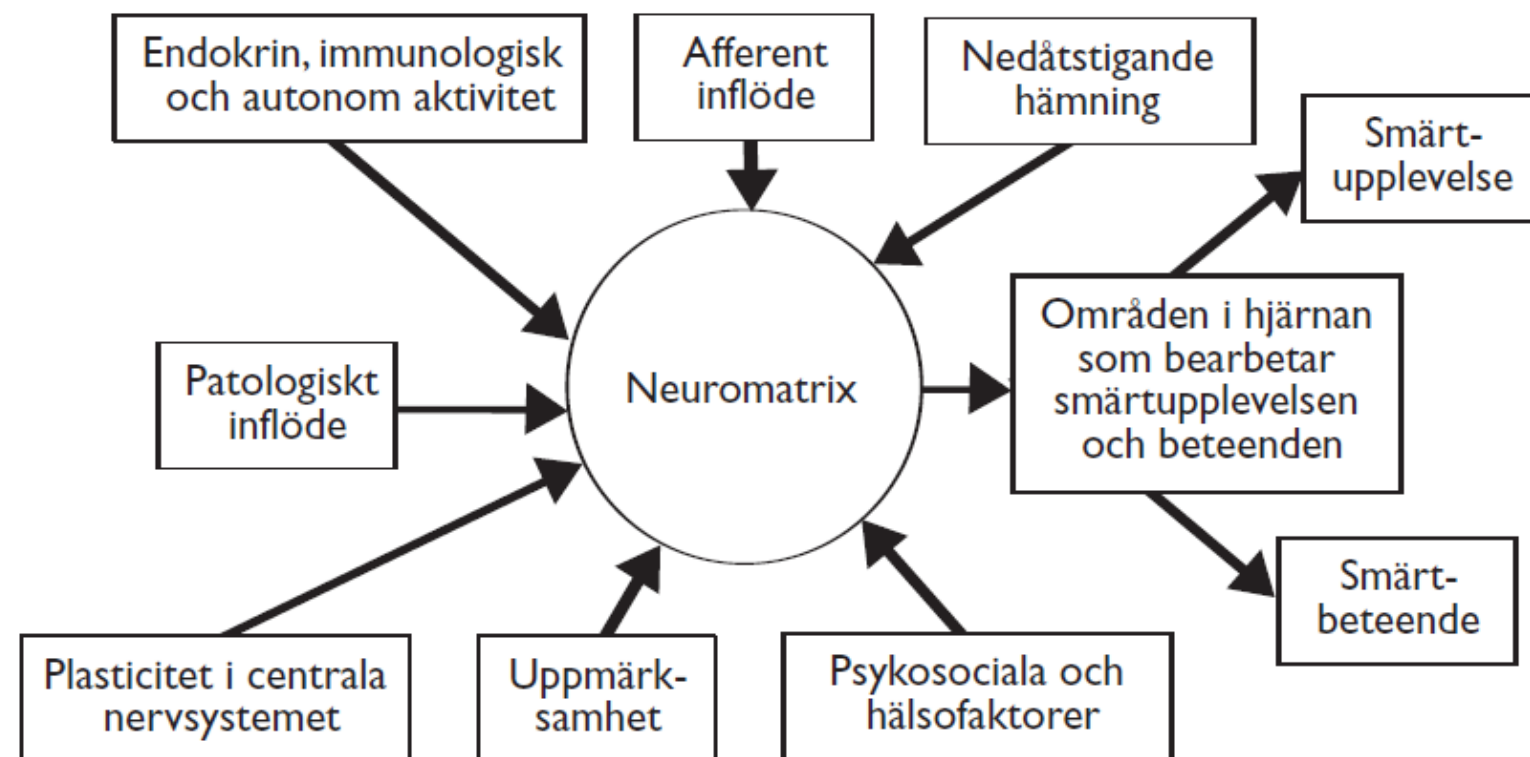 Endokrin, immunologisk
och autonom aktivitet
Afferent
inflöde
Nedåtstigande
hämning
Smärt-
upplevelse
Områden i hjärnan
som bearbetar
smärtupplevelsen
och beteenden
Neuromatrix
Patologiskt
inflöde
Smärt-
beteende
Plasticitet i centrala
nervsystemet
Uppmärk-
samhet
Psykosociala och
hälsofaktorer